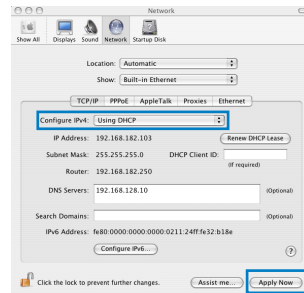 Network
Show All Displays Sound Network Startup Disk
Location: Automatic
Show: Built-in Ethernet
TCP/IP PPPoE AppleTalk Proxies Ethernet
Configure IPv4: Using DHCP
IP Address: 192.168.182.103 Renew DHCP Lease
Subnet Mask: 255.255.255.0 DHCP Client ID:
(If required)
Router: 192.168.182.250
DNS Servers: 192.168.128.10 (Optional)
Search Domains: (Optional)
IPv6 Address: fe80:0000:0000:0000:0211:24ff:fe32:b18e
Configure IPv6... ?
Click the lock to prevent further changes. Assist me... Apply Now